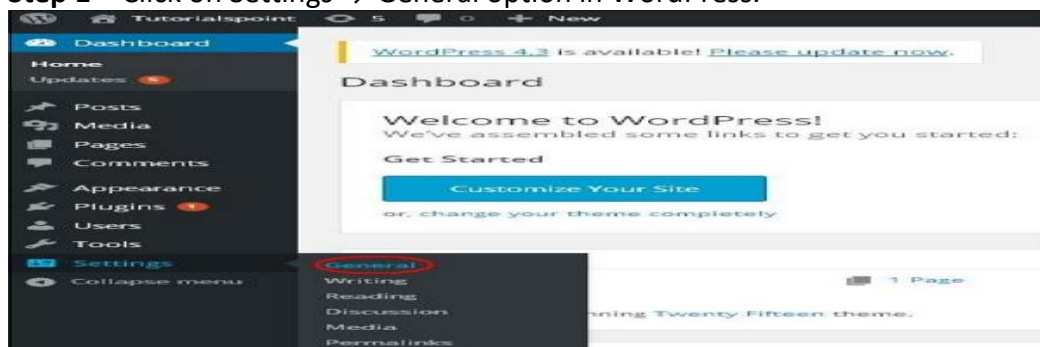 Step 1 − Click on Settings → General option in WordPress.
Tutorialspoint 5 0 + New
Dashboard
Home
Updates 5
Posts
Media
Pages
Comments
Appearance
Plugins 1
Users
Tools
Settings
Collapse menu
General
Writing
Reading
Discussion
Media
Permalinks
WordPress 4.3 is available! Please update now.
Dashboard
Welcome to WordPress!
We've assembled some links to get you started:
Get Started
Customize Your Site
or, change your theme completely
1 Page
nning Twenty Fifteen theme.